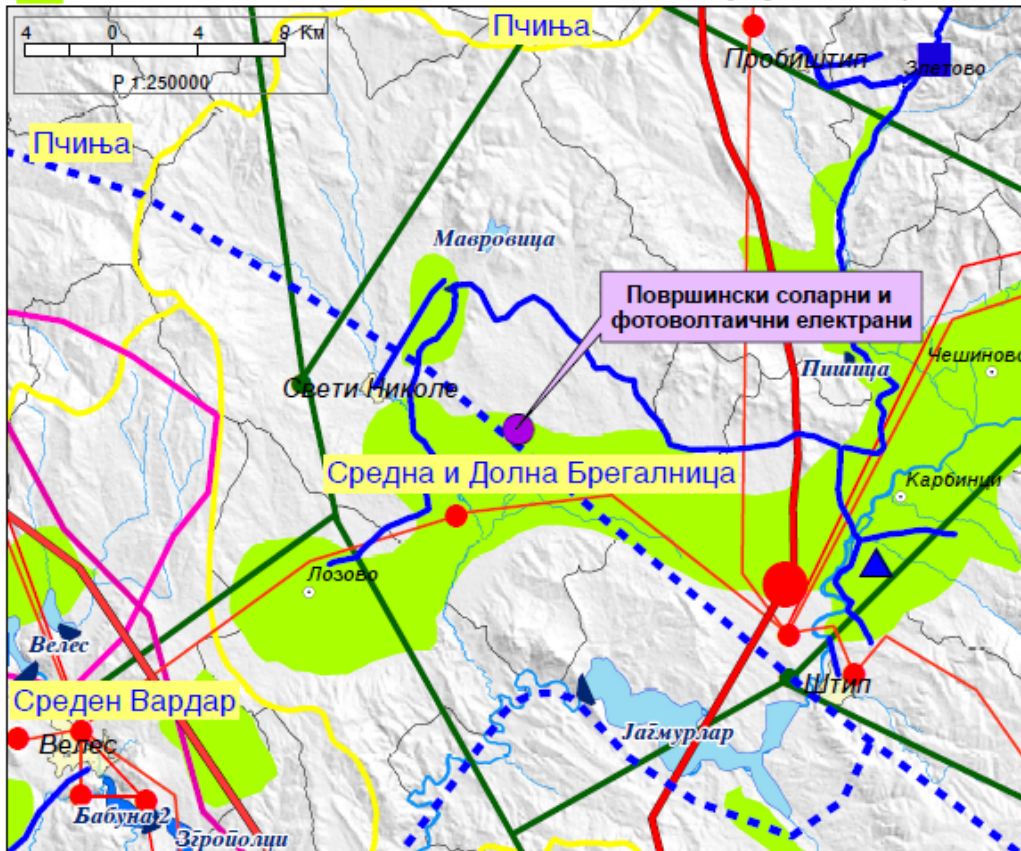 Пчиња
4 0 4 8 Км
Р 1:250000
Пробиштип
Злетово
Пчиња
Мавровица
Површински соларни и
фотоволтаични електрани
Чешиново
Пишица
Свети Николе
Средна и Долна Брегалница
Карбинци
Лозово
Велес
Штип
Среден Вардар
Јаѓмурлар
Велес
Бабуна 2
Згрополци